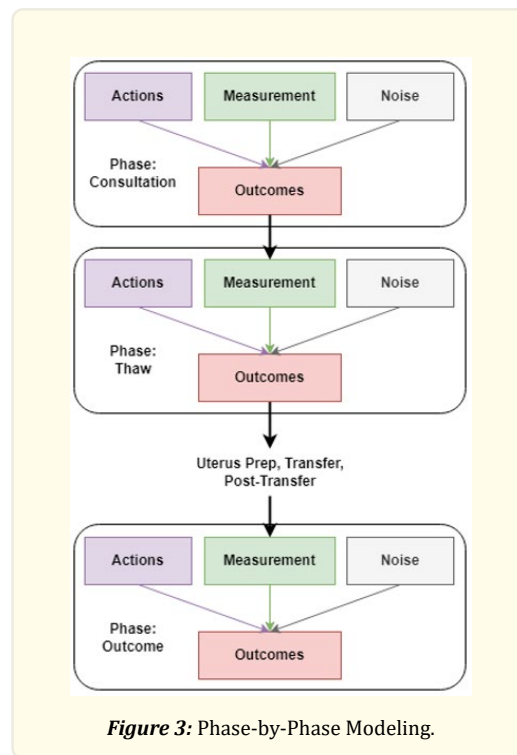 Actions Measurement Noise
Phase:
Consultation
Outcomes
Actions Measurement Noise
Phase:
Thaw
Outcomes
Uterus Prep, Transfer,
Post-Transfer
Actions Measurement Noise
Phase:
Outcome
Outcomes
Figure 3: Phase-by-Phase Modeling.